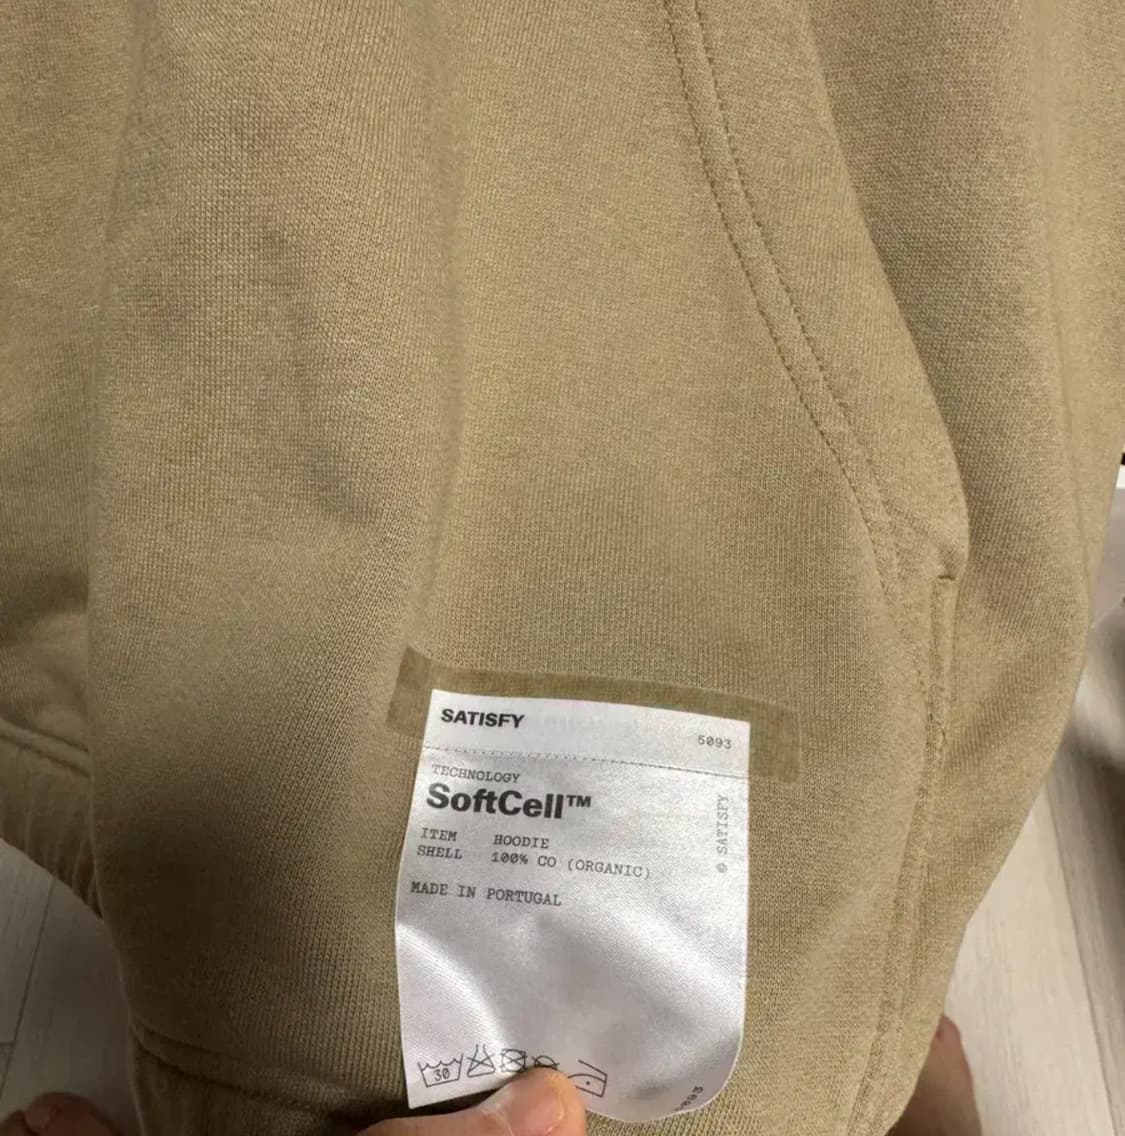 SATISFY
5093
TECHNOLOGY
SoftCell™
ITEM HOODIE
SHELL 100% CO (ORGANIC)
MADE IN PORTUGAL
© SATISFY
30